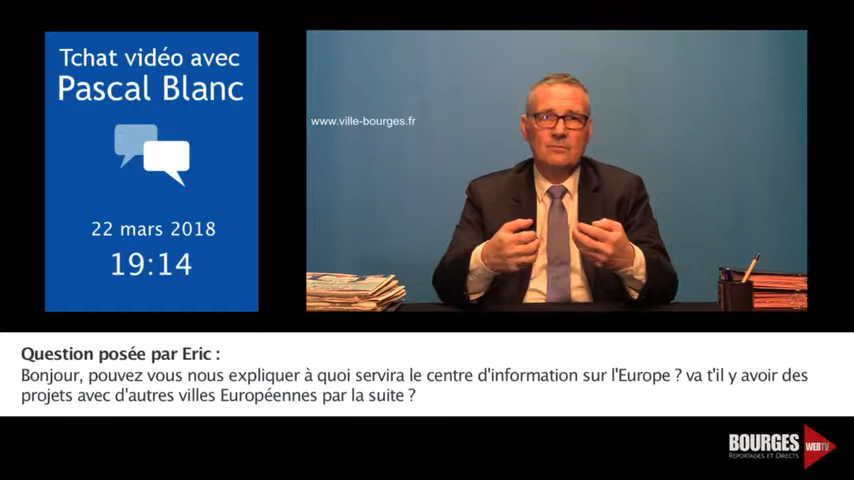 Tchat vidéo avec
Pascal Blanc
22 mars 2018
19:14
www.ville-bourges.fr
Question posée par Eric :
Bonjour, pouvez vous nous expliquer à quoi servira le centre d'information sur l'Europe ? va t'il y avoir des
projets avec d'autres villes Européennes par la suite ?
BOURGES WEBTV
REPORTAGES ET DIRECTS